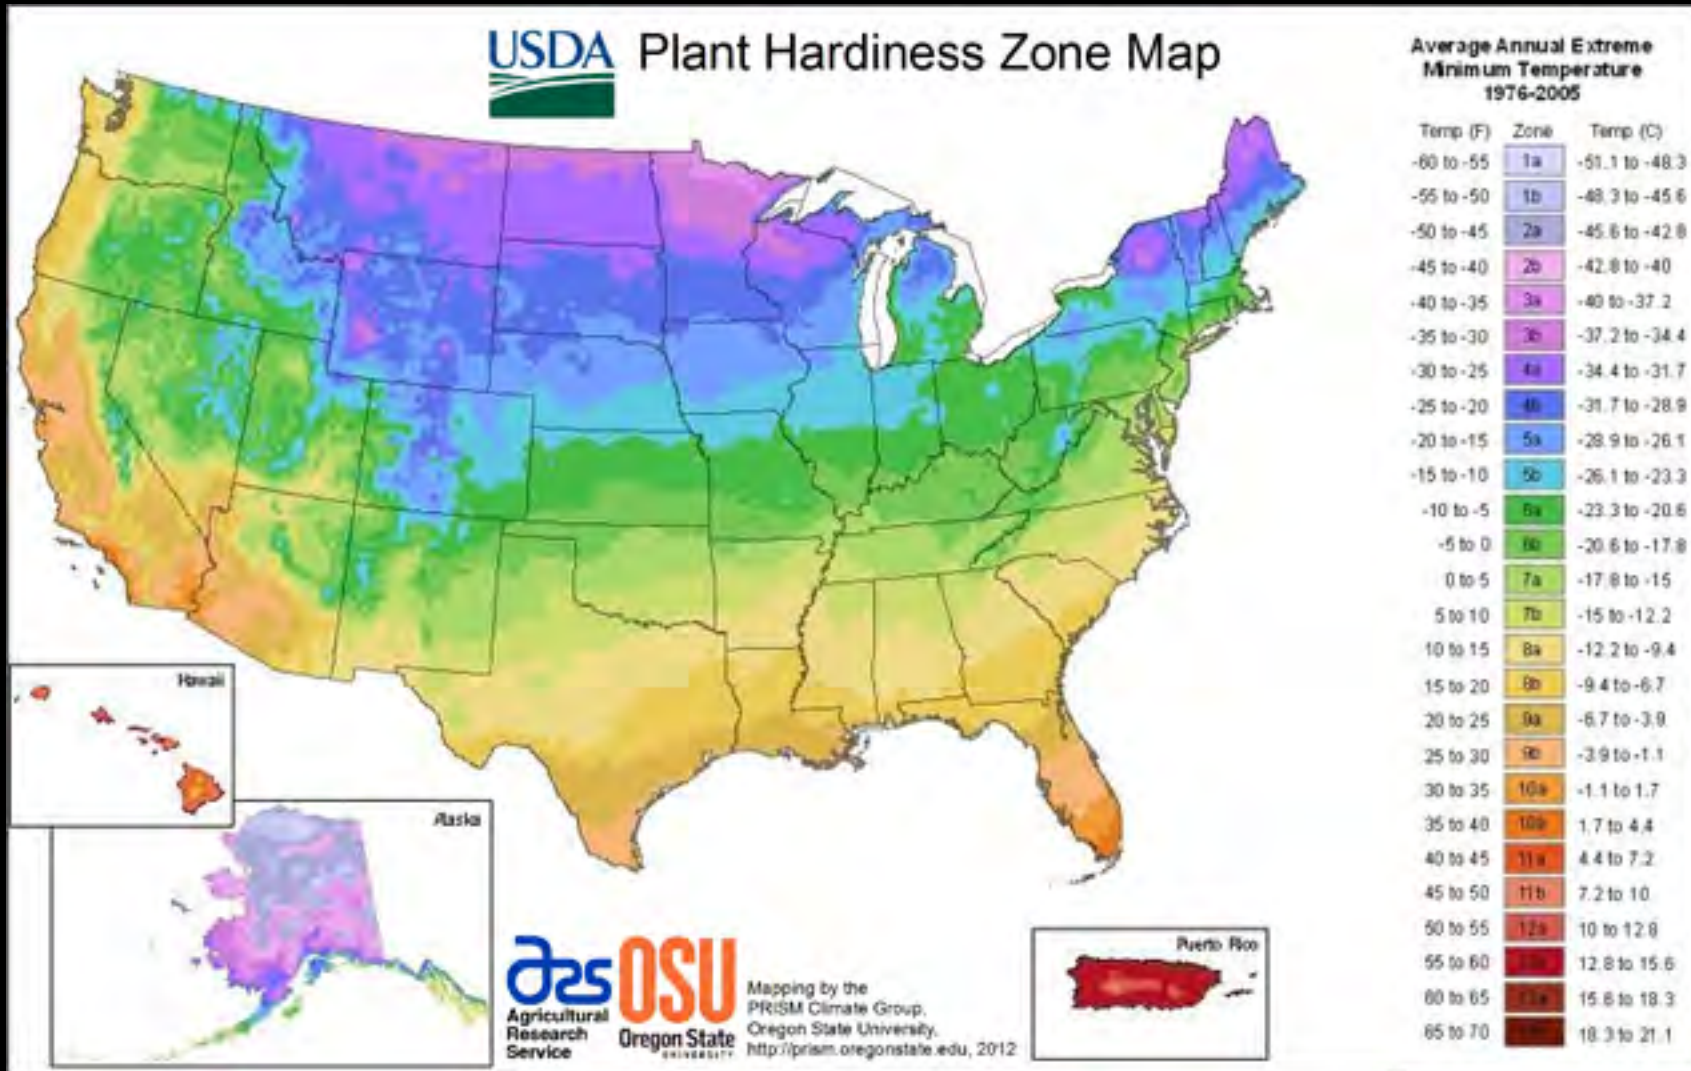 USDA Plant Hardiness Zone Map
Average Annual Extreme
Minimum Temperature
1976-2005
Temp (F) Zone Temp (C)
-60 to -55 1a -51.1 to -48.3
-55 to -50 1b -48.3 to -45.6
-50 to -45 2a -45.6 to -42.8
-45 to -40 2b -42.8 to -40
-40 to -35 3a -40 to -37.2
-35 to -30 3b -37.2 to -34.4
-30 to -25 4a -34.4 to -31.7
-25 to -20 4b -31.7 to -28.9
-20 to -15 5a -28.9 to -26.1
-15 to -10 5b -26.1 to -23.3
-10 to -5 6a -23.3 to -20.6
-5 to 0 6b -20.6 to -17.8
0 to 5 7a -17.8 to -15
5 to 10 7b -15 to -12.2
10 to 15 8a -12.2 to -9.4
15 to 20 8b -9.4 to -6.7
20 to 25 9a -6.7 to -3.9
25 to 30 9b -3.9 to -1.1
30 to 35 10a -1.1 to 1.7
35 to 40 10b 1.7 to 4.4
40 to 45 11a 4.4 to 7.2
45 to 50 11b 7.2 to 10
50 to 55 12a 10 to 12.8
55 to 60 12.8 to 15.6
60 to 65 13a 15.6 to 18.3
65 to 70 18.3 to 21.1
Hawaii
Alaska
Puerto Rico
ars
Agricultural
Research
Service
OSU
Oregon State
UNIVERSITY
Mapping by the
PRISM Climate Group,
Oregon State University,
http://prism.oregonstate.edu, 2012